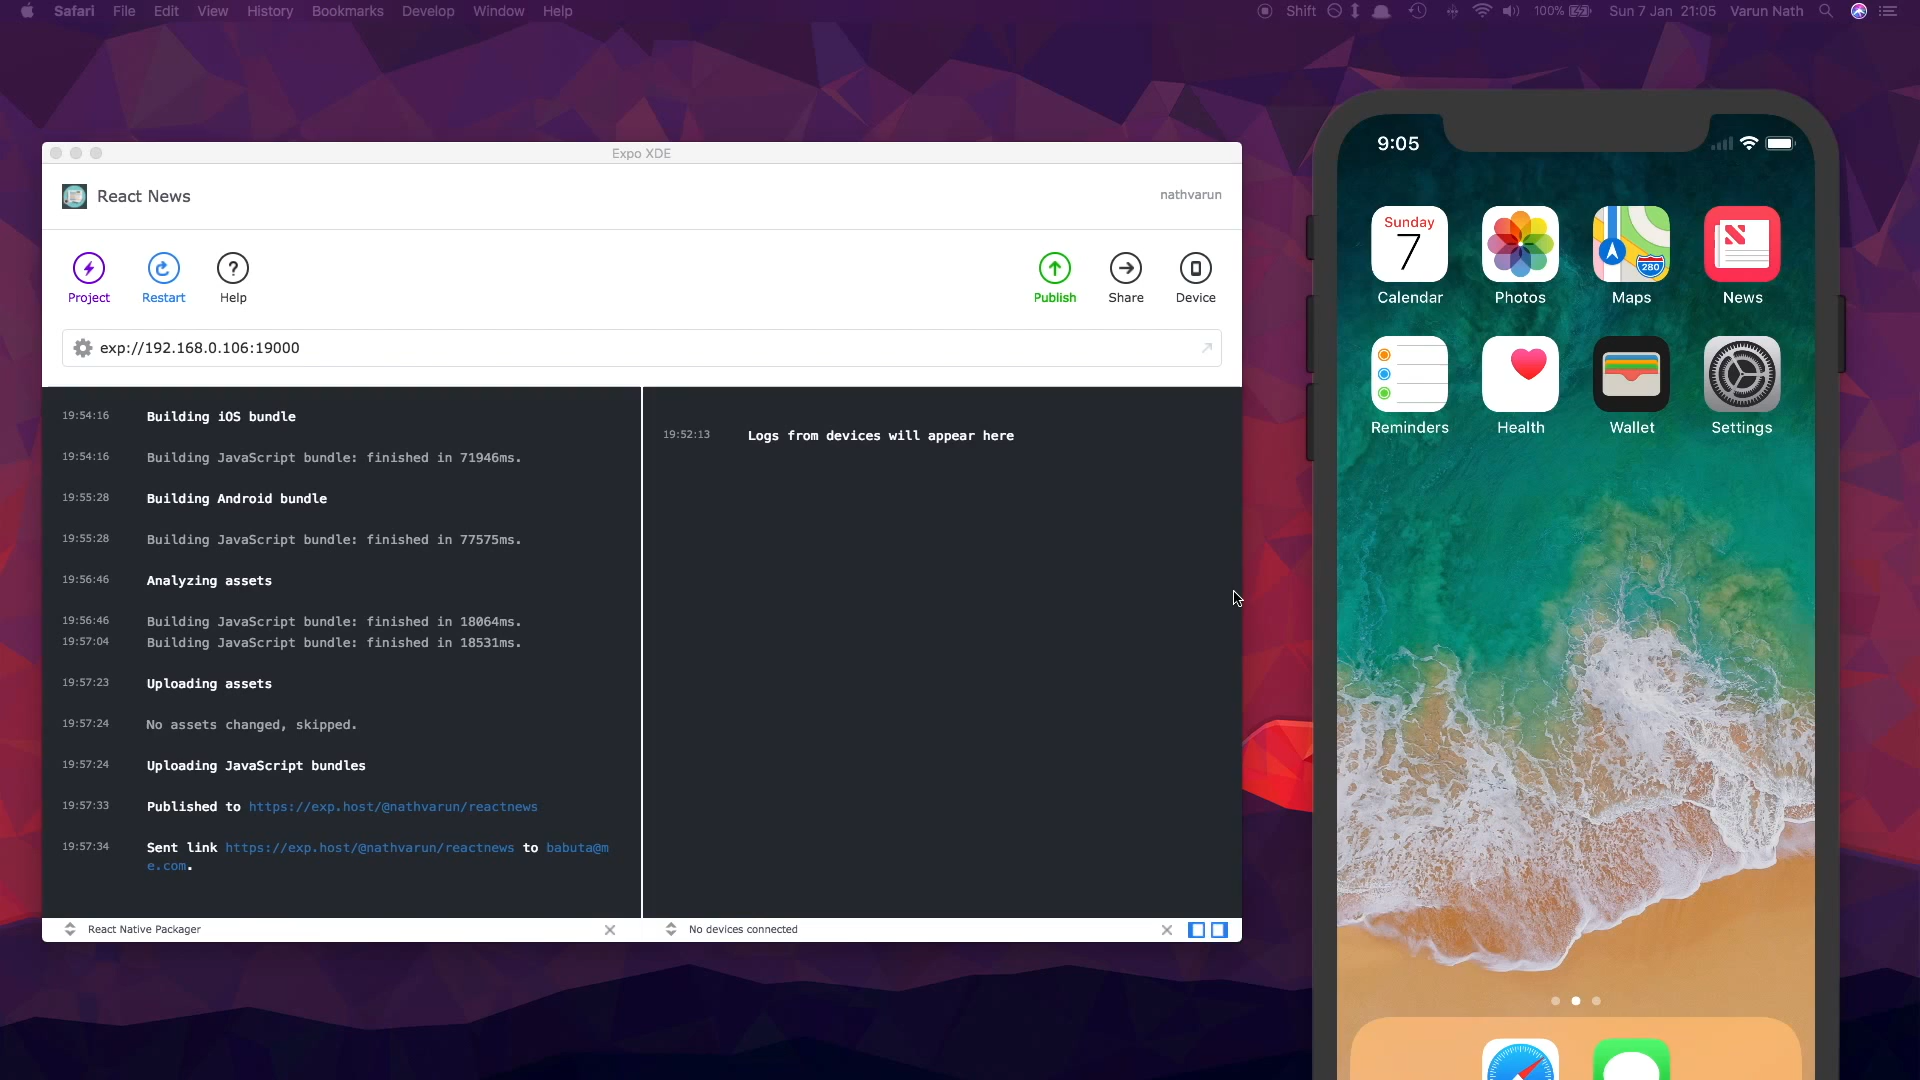 Safari File Edit View History Bookmarks Develop Window Help
Shift 100% Sun 7 Jan 21:05 Varun Nath
Expo XDE
React News
nathvarun
Project Restart Help
Publish Share Device
exp://192.168.0.106:19000
19:54:16 Building iOS bundle
19:54:16 Building JavaScript bundle: finished in 71946ms.
19:55:28 Building Android bundle
19:55:28 Building JavaScript bundle: finished in 77575ms.
19:56:46 Analyzing assets
19:56:46 Building JavaScript bundle: finished in 18064ms.
19:57:04 Building JavaScript bundle: finished in 18531ms.
19:57:23 Uploading assets
19:57:24 No assets changed, skipped.
19:57:24 Uploading JavaScript bundles
19:57:33 Published to https://exp.host/@nathvarun/reactnews
19:57:34 Sent link https://exp.host/@nathvarun/reactnews to babuta@m
e.com.
19:52:13 Logs from devices will appear here
React Native Packager
No devices connected
9:05
Sunday
7
280
Calendar Photos Maps News
Reminders Health Wallet Settings